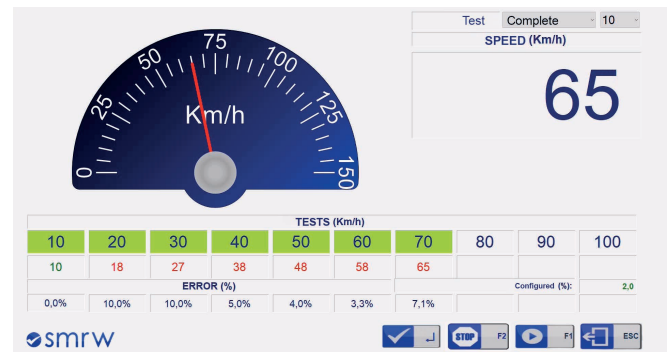 Test Complete 10
SPEED (Km/h)
65
0 25 50 75 100 125 150
Km/h
TESTS (Km/h)
10 20 30 40 50 60 70 80 90 100
10 18 27 38 48 58 65
ERROR (%) Configured (%): 2,0
0,0% 10,0% 10,0% 5,0% 4,0% 3,3% 7,1%
smrw STOP F2 F1 ESC